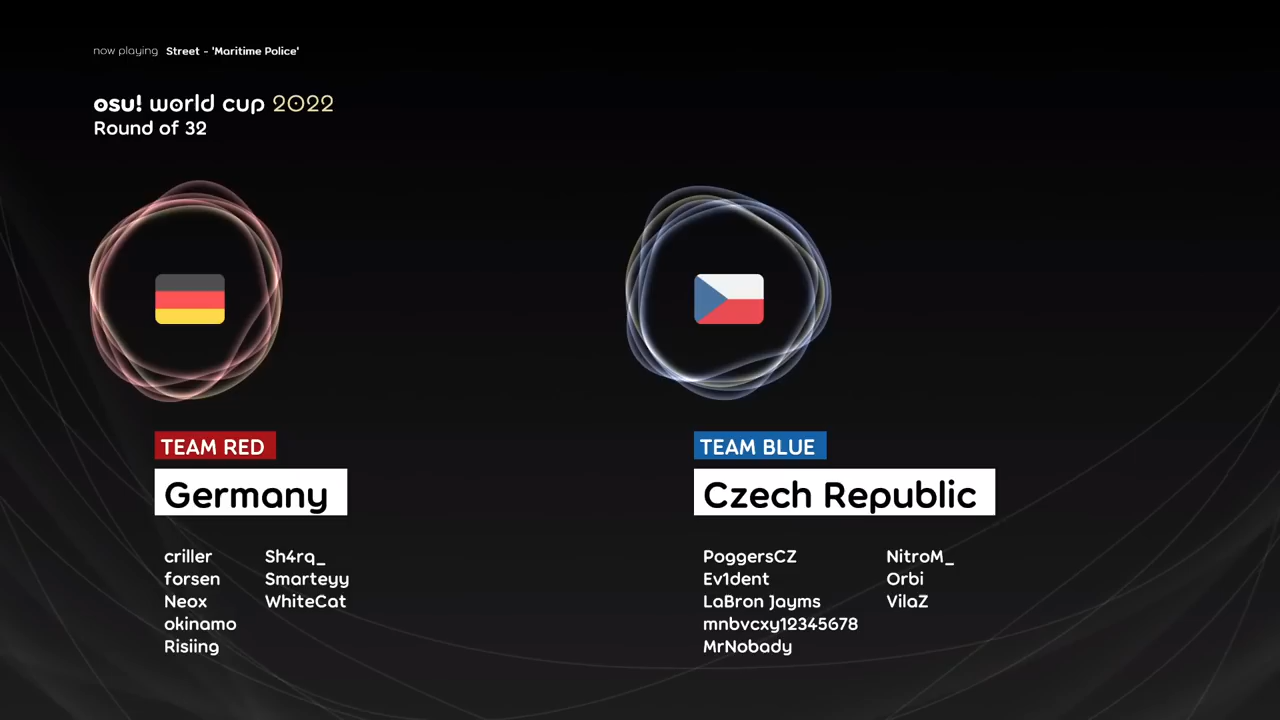 now playing Street - 'Maritime Police'
osu! world cup 2022
Round of 32
TEAM RED
Germany
criller
forsen
Neox
okinamo
Risiing
Sh4rq_
Smarteyy
WhiteCat
TEAM BLUE
Czech Republic
PoggersCZ
Ev1dent
LaBron Jayms
mnbvcxy12345678
MrNobady
NitroM_
Orbi
VilaZ